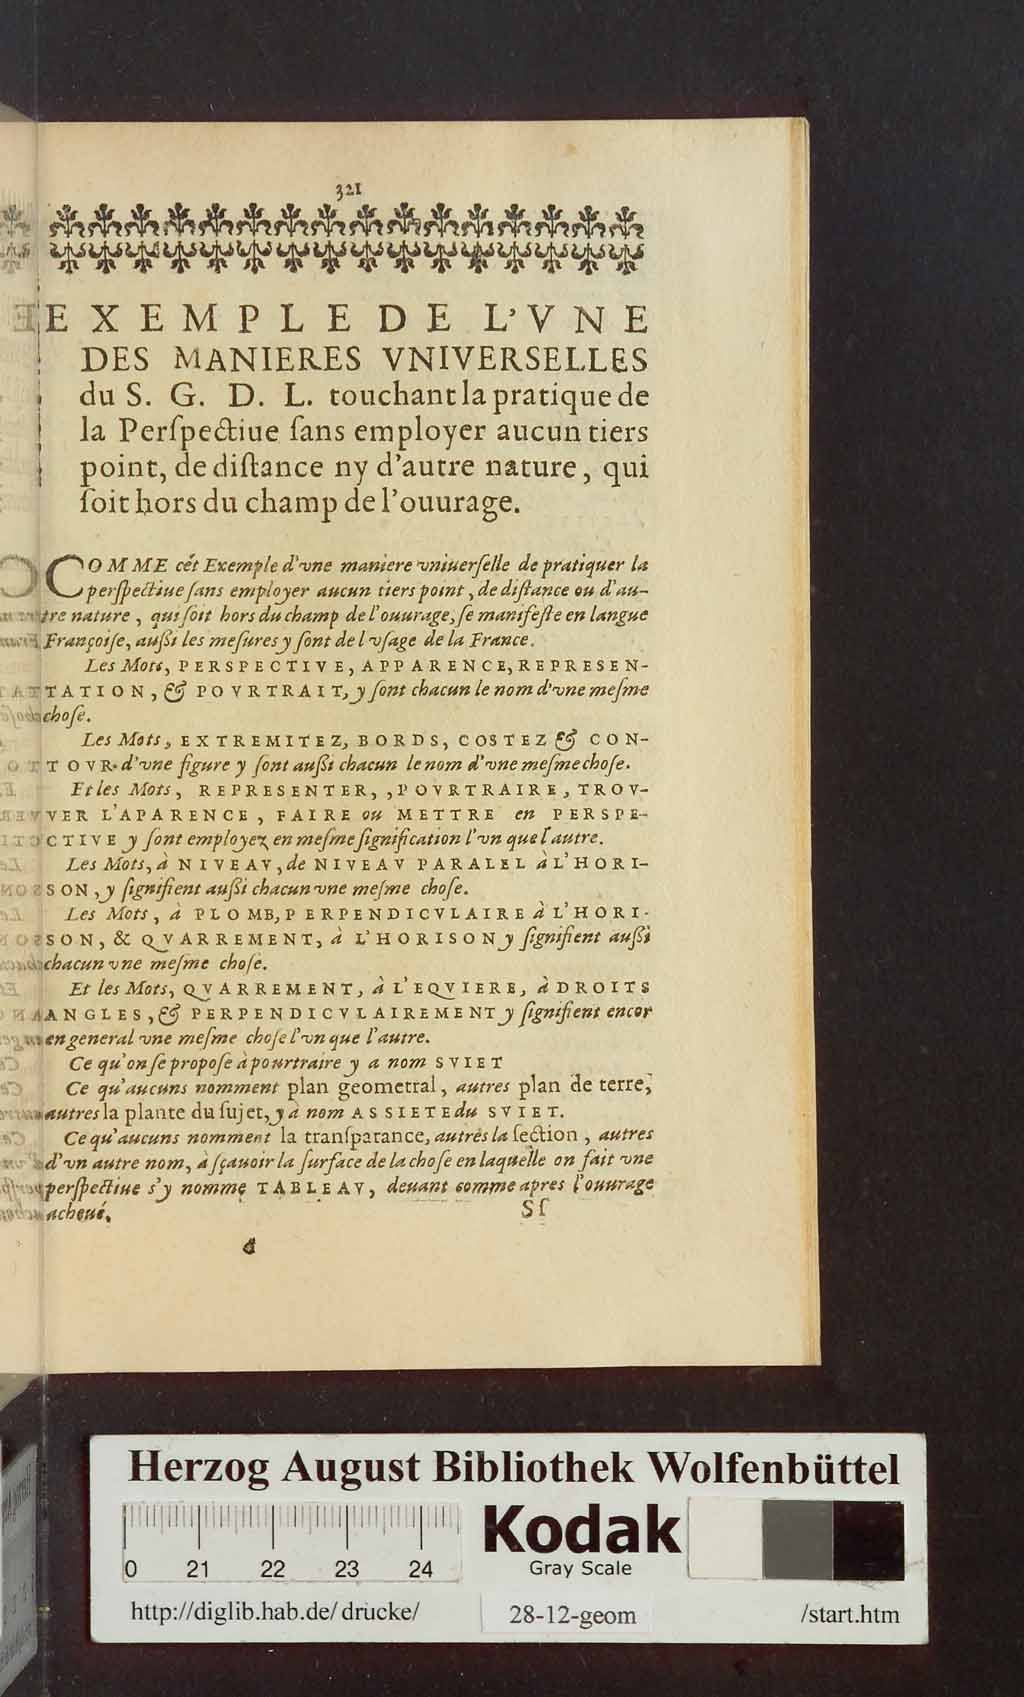 321
EXEMPLE DE L'VNE
DES MANIERES VNIVERSELLES
du S. G. D. L. touchant la pratique de
la Perſpectiue ſans employer aucun tiers
point, de diſtance ny d'autre nature, qui
ſoit hors du champ de l'ouurage.
COMME cét Exemple d'vne maniere vniuerſelle de pratiquer la
perſpectiue ſans employer aucun tiers point, de diſtance ou d'au-
tre nature, qui ſoit hors du champ de l'ouurage, ſe manifeſte en langue
Françoiſe, auſſi les meſures y ſont de l vſage de la France.
Les Mots, PERSPECTIVE, APPARENCE, REPRESEN-
TATION, & POVRTRAIT, y ſont chacun le nom d'vne meſme
choſe.
Les Mots, EXTREMITEZ, BORDS, COSTEZ & CON-
TOVR. d'vne figure y ſont auſſi chacun le nom d'vne meſme choſe.
Et les Mots, REPRESENTER, , POVRTRAIRE, TROV-
VER L'APARENCE, FAIRE ou METTRE en PERSPE-
CTIVE y ſont employez en meſme ſignification l'vn que l'autre.
Les Mots, à NIVEAV, de NIVEAV PARALEL à L'HORI-
SON, y ſignifient auſſi chacun vne meſme choſe.
Les Mots, à PLOMB, PERPENDICVLAIRE à L'HORI-
SON, & QVARREMENT, à L'HORISON y ſignifient auſſi
chacun vne meſme choſe.
Et les Mots, QVARREMENT, à L'EQVIERE, à DROITS
ANGLES, & PERPENDICVLAIREMENT y ſignifient encor
en general vne meſme choſe l'vn que l'autre.
Ce qu'on ſe propoſe à pourtraire y a nom SVIET
Ce qu'aucuns nomment plan geometral, autres plan de terre,
autres la plante du ſujet, y à nom ASSIETE du SVIET.
Ce qu'aucuns nomment la tranſparance, autres la ſection, autres
d'vn autre nom, à ſçauoir la ſurface de la choſe en laquelle on fait vne
perſpectiue s'y nomme TABLEAV, deuant comme apres l'ouurage
acheué. Sſ
Herzog August Bibliothek Wolfenbüttel
0 21 22 23 24
Kodak
Gray Scale
http://diglib.hab.de/drucke/ 28-12-geom /start.htm